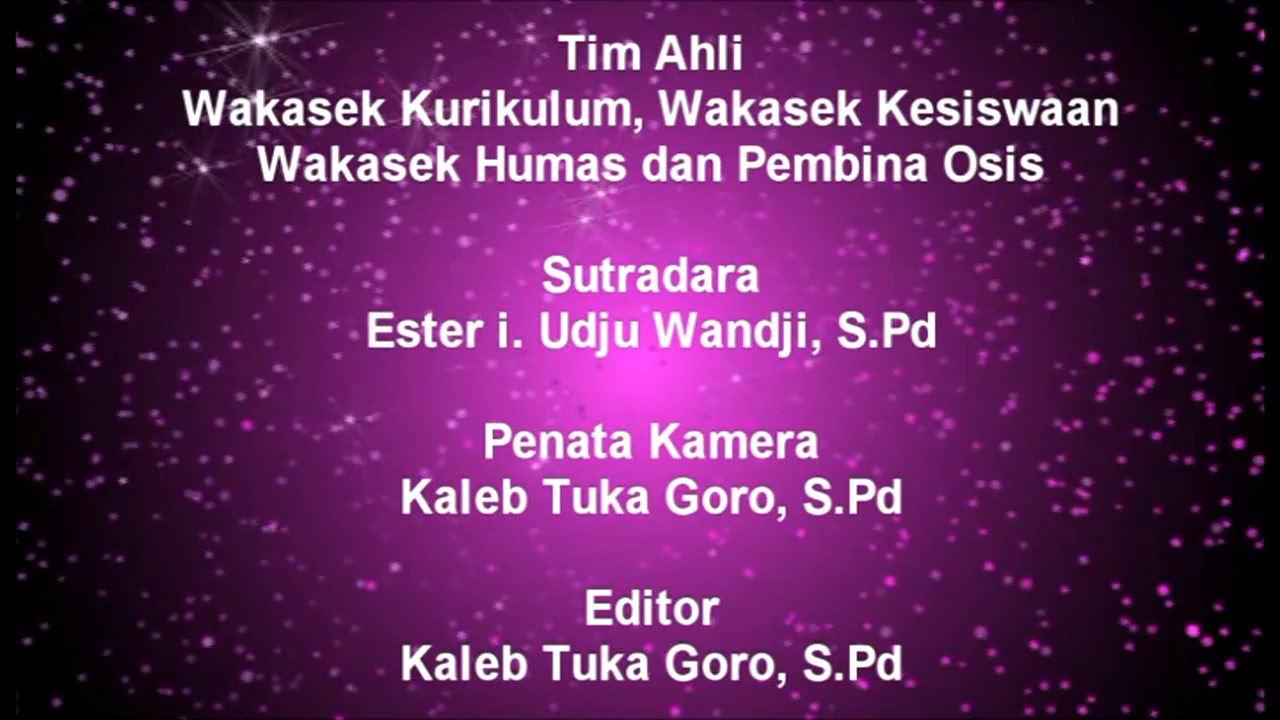 Tim Ahli
Wakasek Kurikulum, Wakasek Kesiswaan
Wakasek Humas dan Pembina Osis
Sutradara
Ester i. Udju Wandji, S.Pd
Penata Kamera
Kaleb Tuka Goro, S.Pd
Editor
Kaleb Tuka Goro, S.Pd